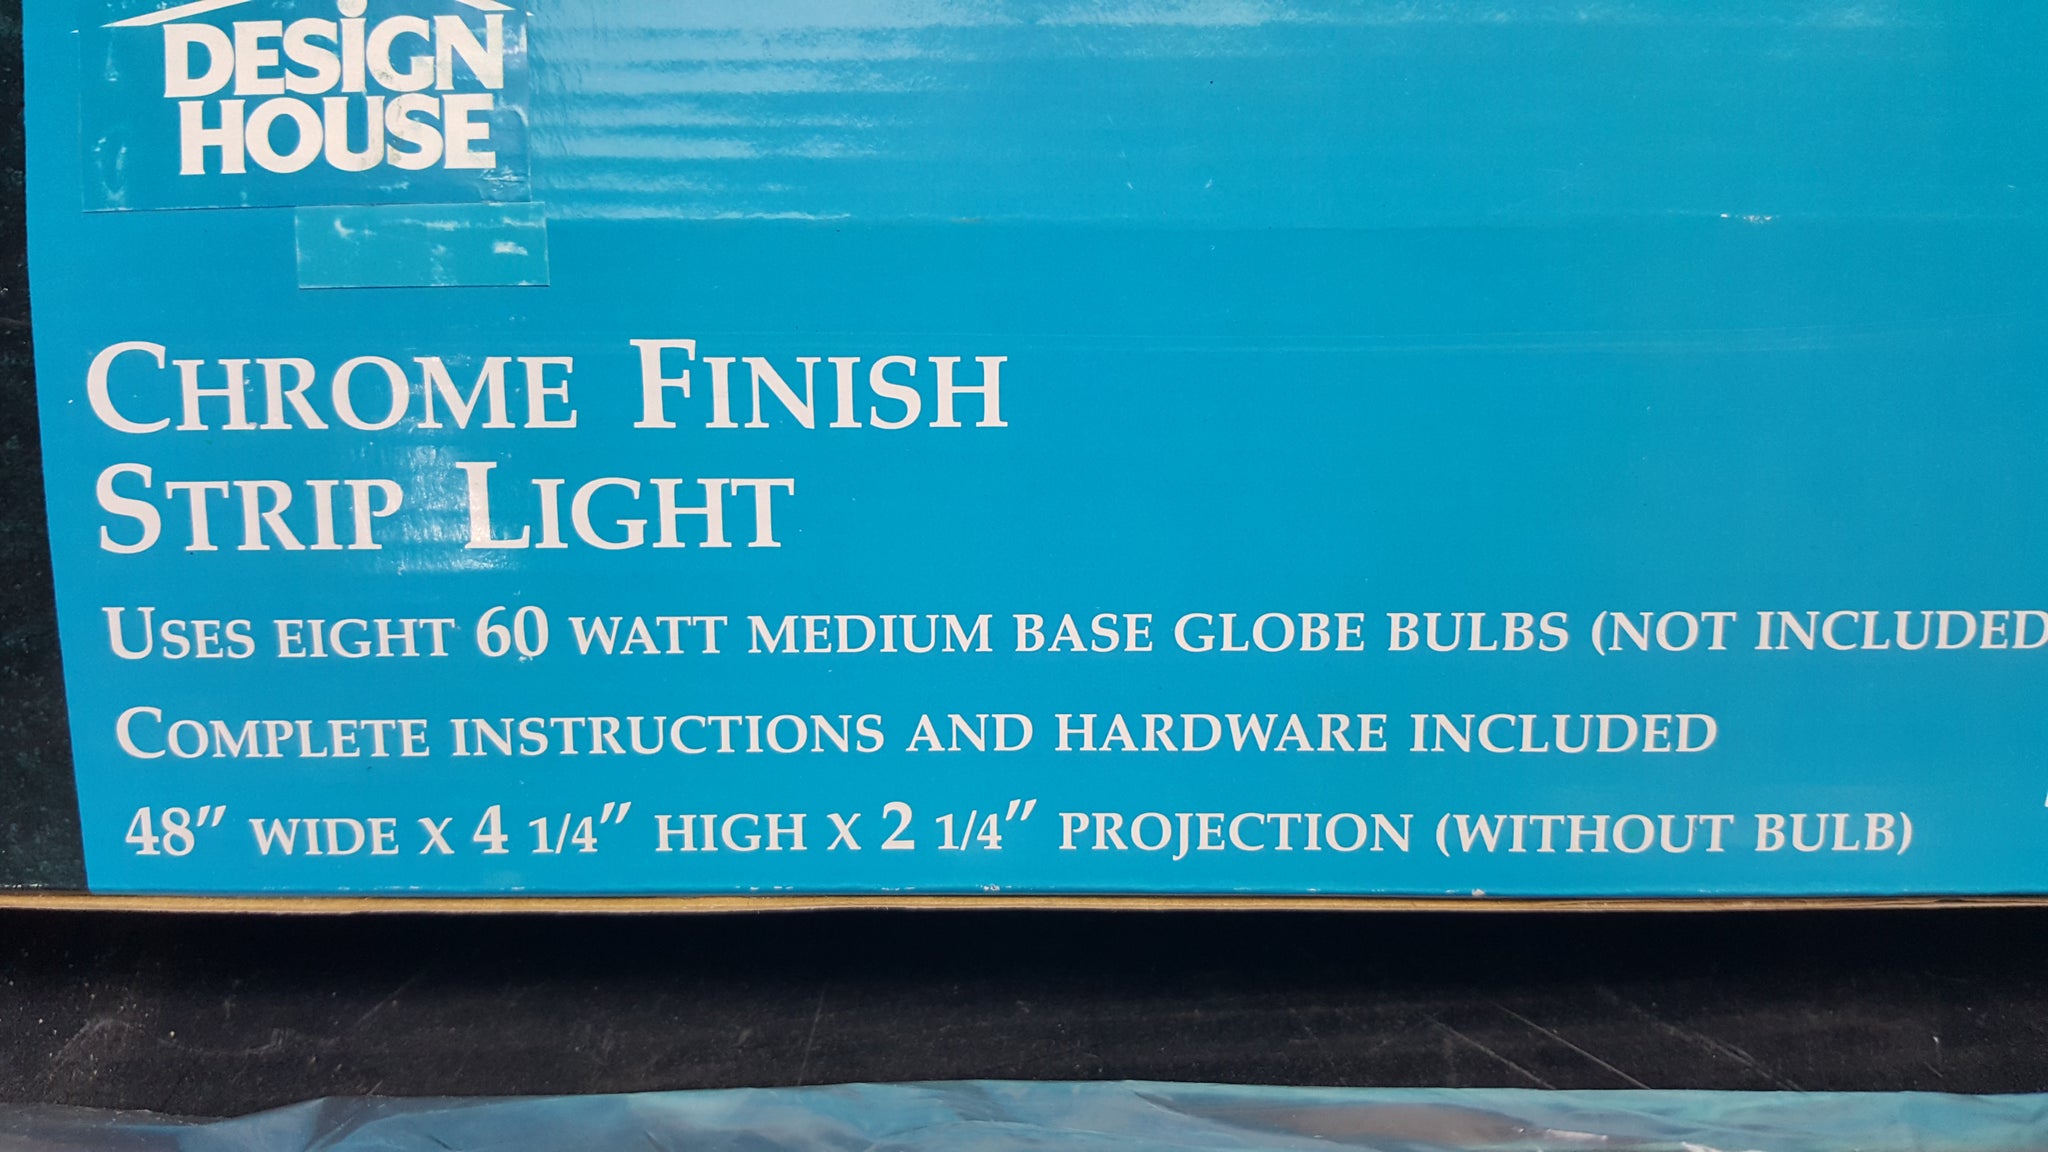 DESIGN
HOUSE
CHROME FINISH
STRIP LIGHT
USES EIGHT 60 WATT MEDIUM BASE GLOBE BULBS (NOT INCLUDED
COMPLETE INSTRUCTIONS AND HARDWARE INCLUDED
48" WIDE X 4 1/4" HIGH X 2 1/4" PROJECTION (WITHOUT BULB)